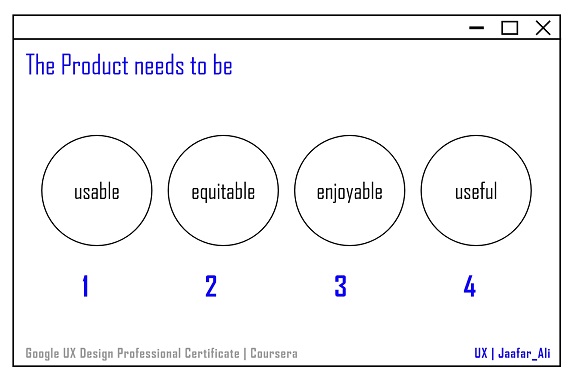 The Product needs to be
usable equitable enjoyable useful
1 2 3 4
Google UX Design Professional Certificate | Coursera
UX | Jaafar_Ali